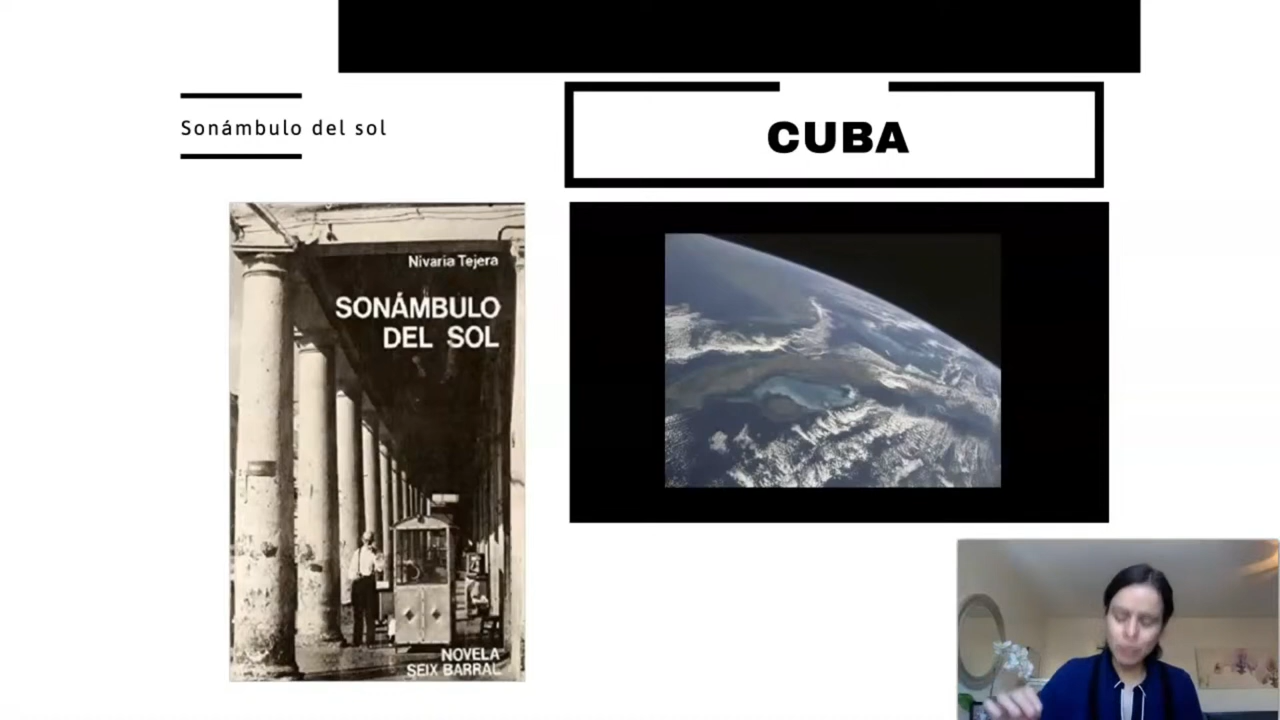 Sonámbulo del sol
CUBA
Nivaria Tejera
SONÁMBULO
DEL SOL
NOVELA
SEIX BARRAL